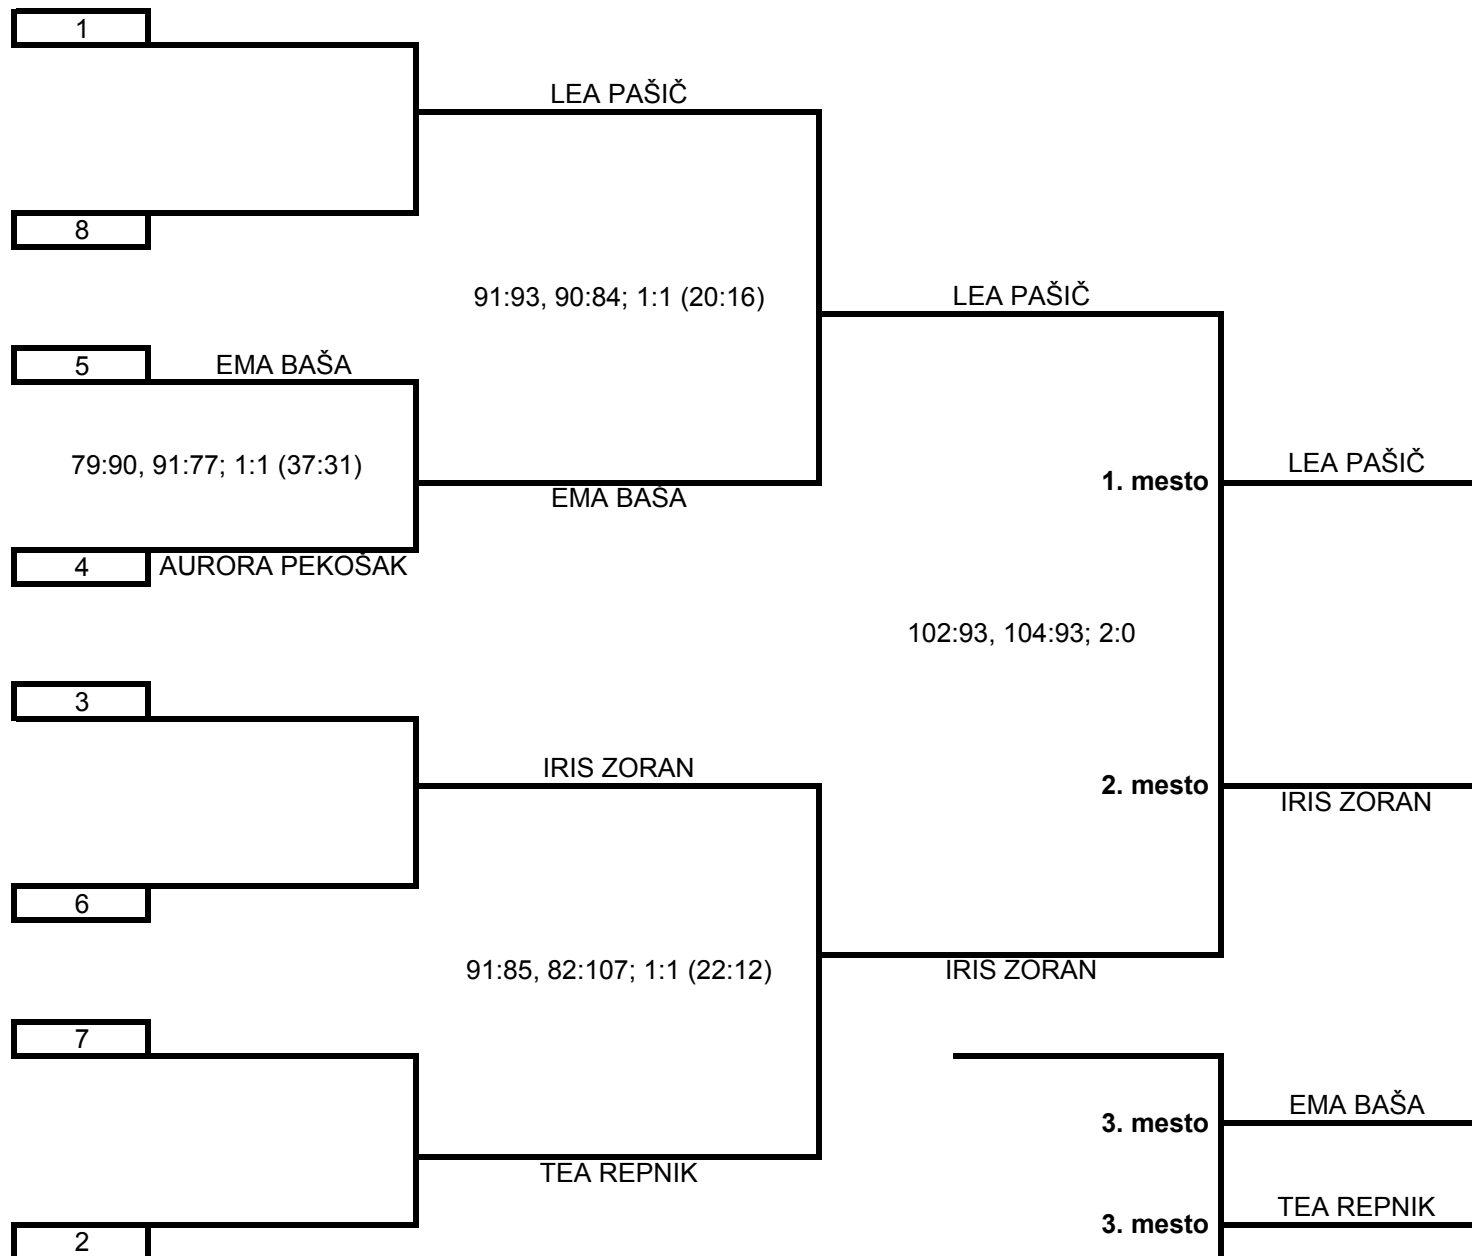 1
LEA PAŠIČ
8
91:93, 90:84; 1:1 (20:16)
LEA PAŠIČ
5
EMA BAŠA
79:90, 91:77; 1:1 (37:31)
EMA BAŠA
1. mesto
LEA PAŠIČ
4
AURORA PEKOŠAK
102:93, 104:93; 2:0
3
IRIS ZORAN
2. mesto
IRIS ZORAN
6
91:85, 82:107; 1:1 (22:12)
IRIS ZORAN
7
3. mesto
EMA BAŠA
TEA REPNIK
3. mesto
TEA REPNIK
2